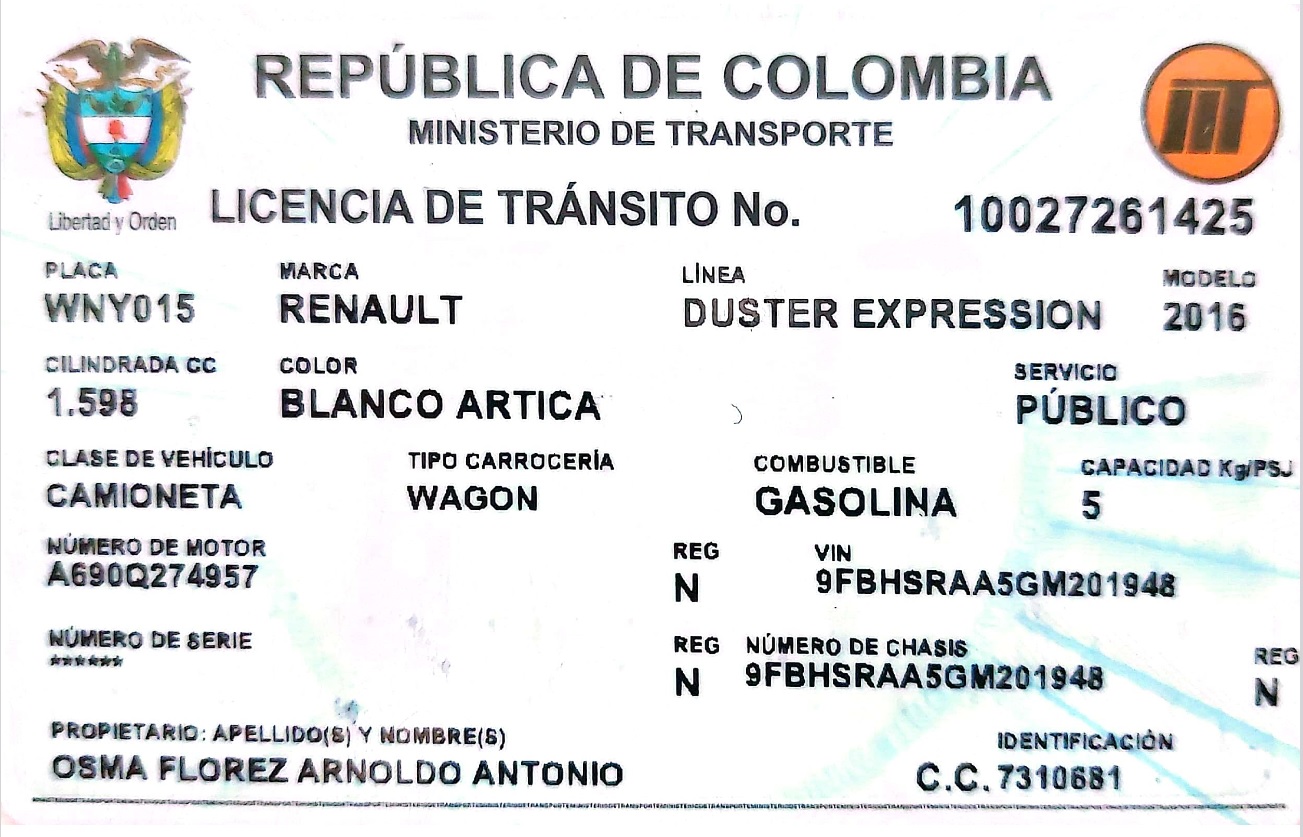 REPÚBLICA DE COLOMBIA
MINISTERIO DE TRANSPORTE
Libertad y Orden
LICENCIA DE TRÁNSITO No. 10027261425
PLACA MARCA LÍNEA MODELO
WNY015 RENAULT DUSTER EXPRESSION 2016
CILINDRADA CC COLOR SERVICIO
1.598 BLANCO ARTICA PÚBLICO
CLASE DE VEHÍCULO TIPO CARROCERÍA COMBUSTIBLE CAPACIDAD Kg/PSJ
CAMIONETA WAGON GASOLINA 5
NÚMERO DE MOTOR REG VIN
A690Q274957 N 9FBHSRAA5GM201948
NÚMERO DE SERIE REG NÚMERO DE CHASIS REG
****** N 9FBHSRAA5GM201948 N
PROPIETARIO: APELLIDO(S) Y NOMBRE(S) IDENTIFICACIÓN
OSMA FLOREZ ARNOLDO ANTONIO C.C. 7310681